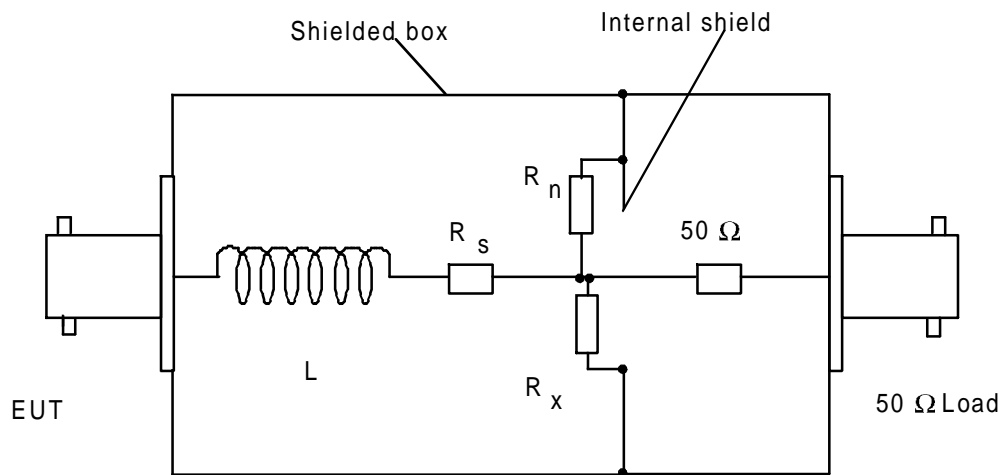 Shielded box
Internal shield
R n
R s
50 Ω
L
R x
EUT
50 Ω Load